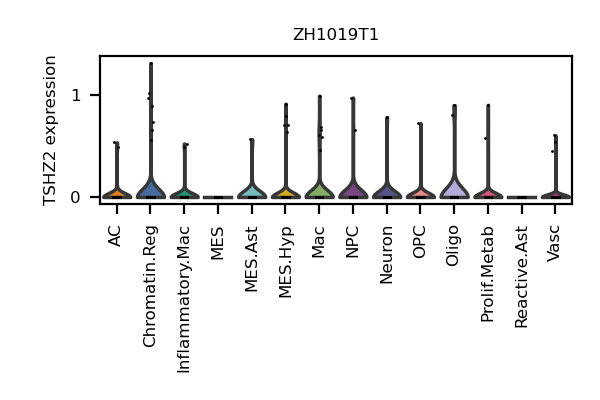 ZH1019T1
TSHZ2 expression
1
0
AC
Chromatin.Reg
Inflammatory.Mac
MES
MES.Ast
MES.Hyp
Mac
NPC
Neuron
OPC
Oligo
Prolif.Metab
Reactive.Ast
Vasc